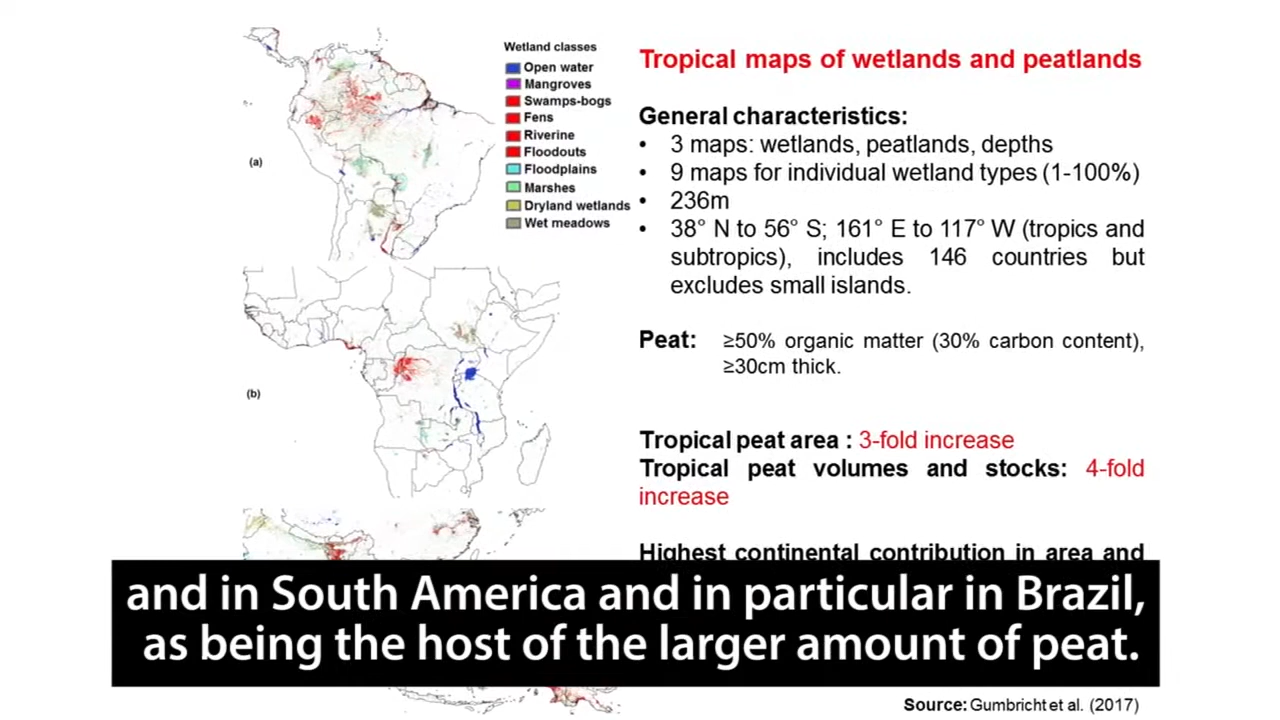 Wetland classes
Open water
Mangroves
Swamps-bogs
Fens
Riverine
Floodouts
Floodplains
Marshes
Dryland wetlands
Wet meadows
(a)
(b)
Tropical maps of wetlands and peatlands
General characteristics:
• 3 maps: wetlands, peatlands, depths
• 9 maps for individual wetland types (1-100%)
• 236m
• 38° N to 56° S; 161° E to 117° W (tropics and
subtropics), includes 146 countries but
excludes small islands.
Peat: ≥50% organic matter (30% carbon content),
≥30cm thick.
Tropical peat area : 3-fold increase
Tropical peat volumes and stocks: 4-fold
increase
Highest continental contribution in area and
and in South America and in particular in Brazil,
as being the host of the larger amount of peat.
Source: Gumbricht et al. (2017)